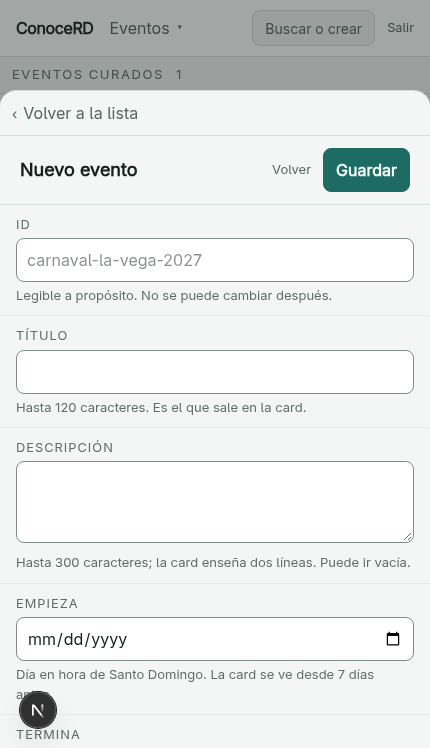 ConoceRD Eventos Buscar o crear Salir
EVENTOS CURADOS 1
‹ Volver a la lista
Nuevo evento Volver Guardar
ID
carnaval-la-vega-2027
Legible a propósito. No se puede cambiar después.
TÍTULO
Hasta 120 caracteres. Es el que sale en la card.
DESCRIPCIÓN
Hasta 300 caracteres; la card enseña dos líneas. Puede ir vacía.
EMPIEZA
mm/dd/yyyy
Día en hora de Santo Domingo. La card se ve desde 7 días
N
TERMINA